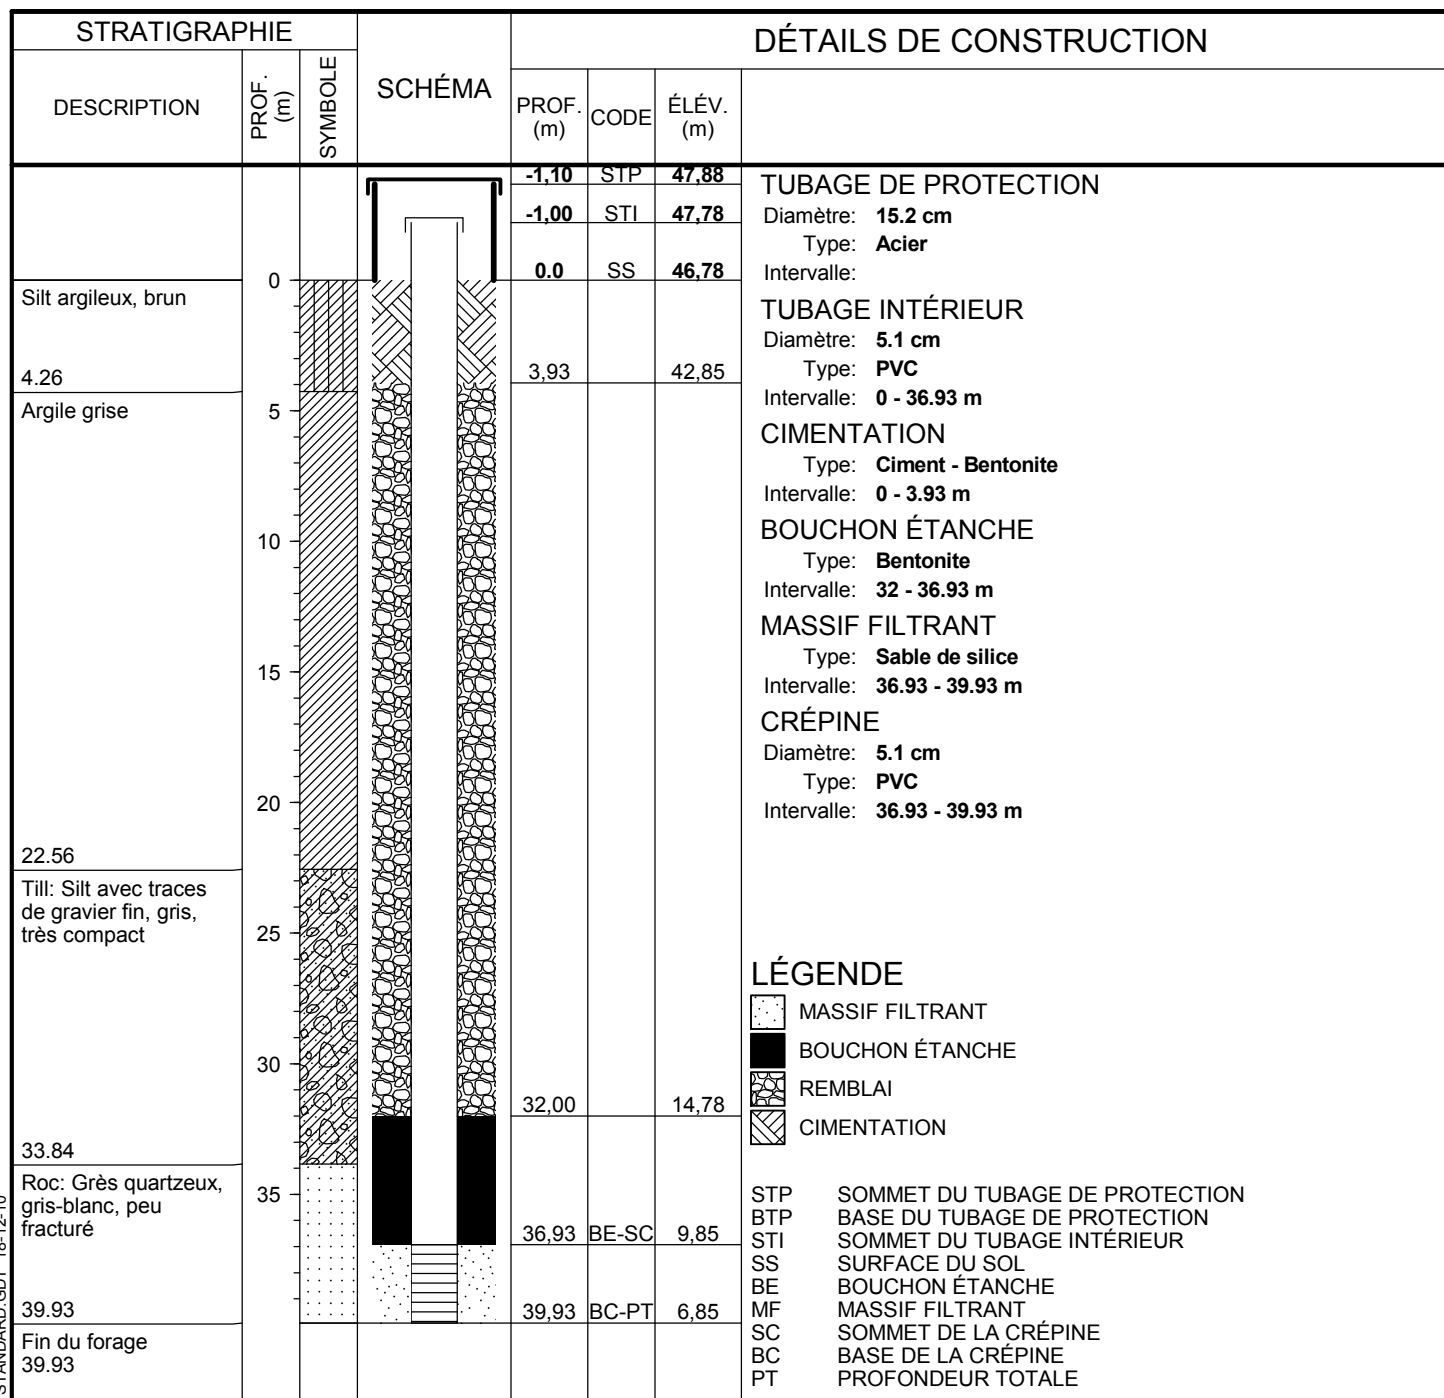 STRATIGRAPHIE
DESCRIPTION
PROF. (m)
SYMBOLE
SCHÉMA
DÉTAILS DE CONSTRUCTION
PROF. (m)
CODE
ÉLÉV. (m)
-1,10 STP 47,88
-1,00 STI 47,78
0.0 SS 46,78
3,93 42,85
32,00 14,78
36,93 BE-SC 9,85
39,93 BC-PT 6,85
Silt argileux, brun
4.26
Argile grise
22.56
Till: Silt avec traces
de gravier fin, gris,
très compact
33.84
Roc: Grès quartzeux,
gris-blanc, peu
fracturé
39.93
Fin du forage
39.93
0
5
10
15
20
25
30
35
TUBAGE DE PROTECTION
Diamètre: 15.2 cm
Type: Acier
Intervalle:
TUBAGE INTÉRIEUR
Diamètre: 5.1 cm
Type: PVC
Intervalle: 0 - 36.93 m
CIMENTATION
Type: Ciment - Bentonite
Intervalle: 0 - 3.93 m
BOUCHON ÉTANCHE
Type: Bentonite
Intervalle: 32 - 36.93 m
MASSIF FILTRANT
Type: Sable de silice
Intervalle: 36.93 - 39.93 m
CRÉPINE
Diamètre: 5.1 cm
Type: PVC
Intervalle: 36.93 - 39.93 m
LÉGENDE
MASSIF FILTRANT
BOUCHON ÉTANCHE
REMBLAI
CIMENTATION
STP SOMMET DU TUBAGE DE PROTECTION
BTP BASE DU TUBAGE DE PROTECTION
STI SOMMET DU TUBAGE INTÉRIEUR
SS SURFACE DU SOL
BE BOUCHON ÉTANCHE
MF MASSIF FILTRANT
SC SOMMET DE LA CRÉPINE
BC BASE DE LA CRÉPINE
PT PROFONDEUR TOTALE
STANDARD.GDT 18-12-10